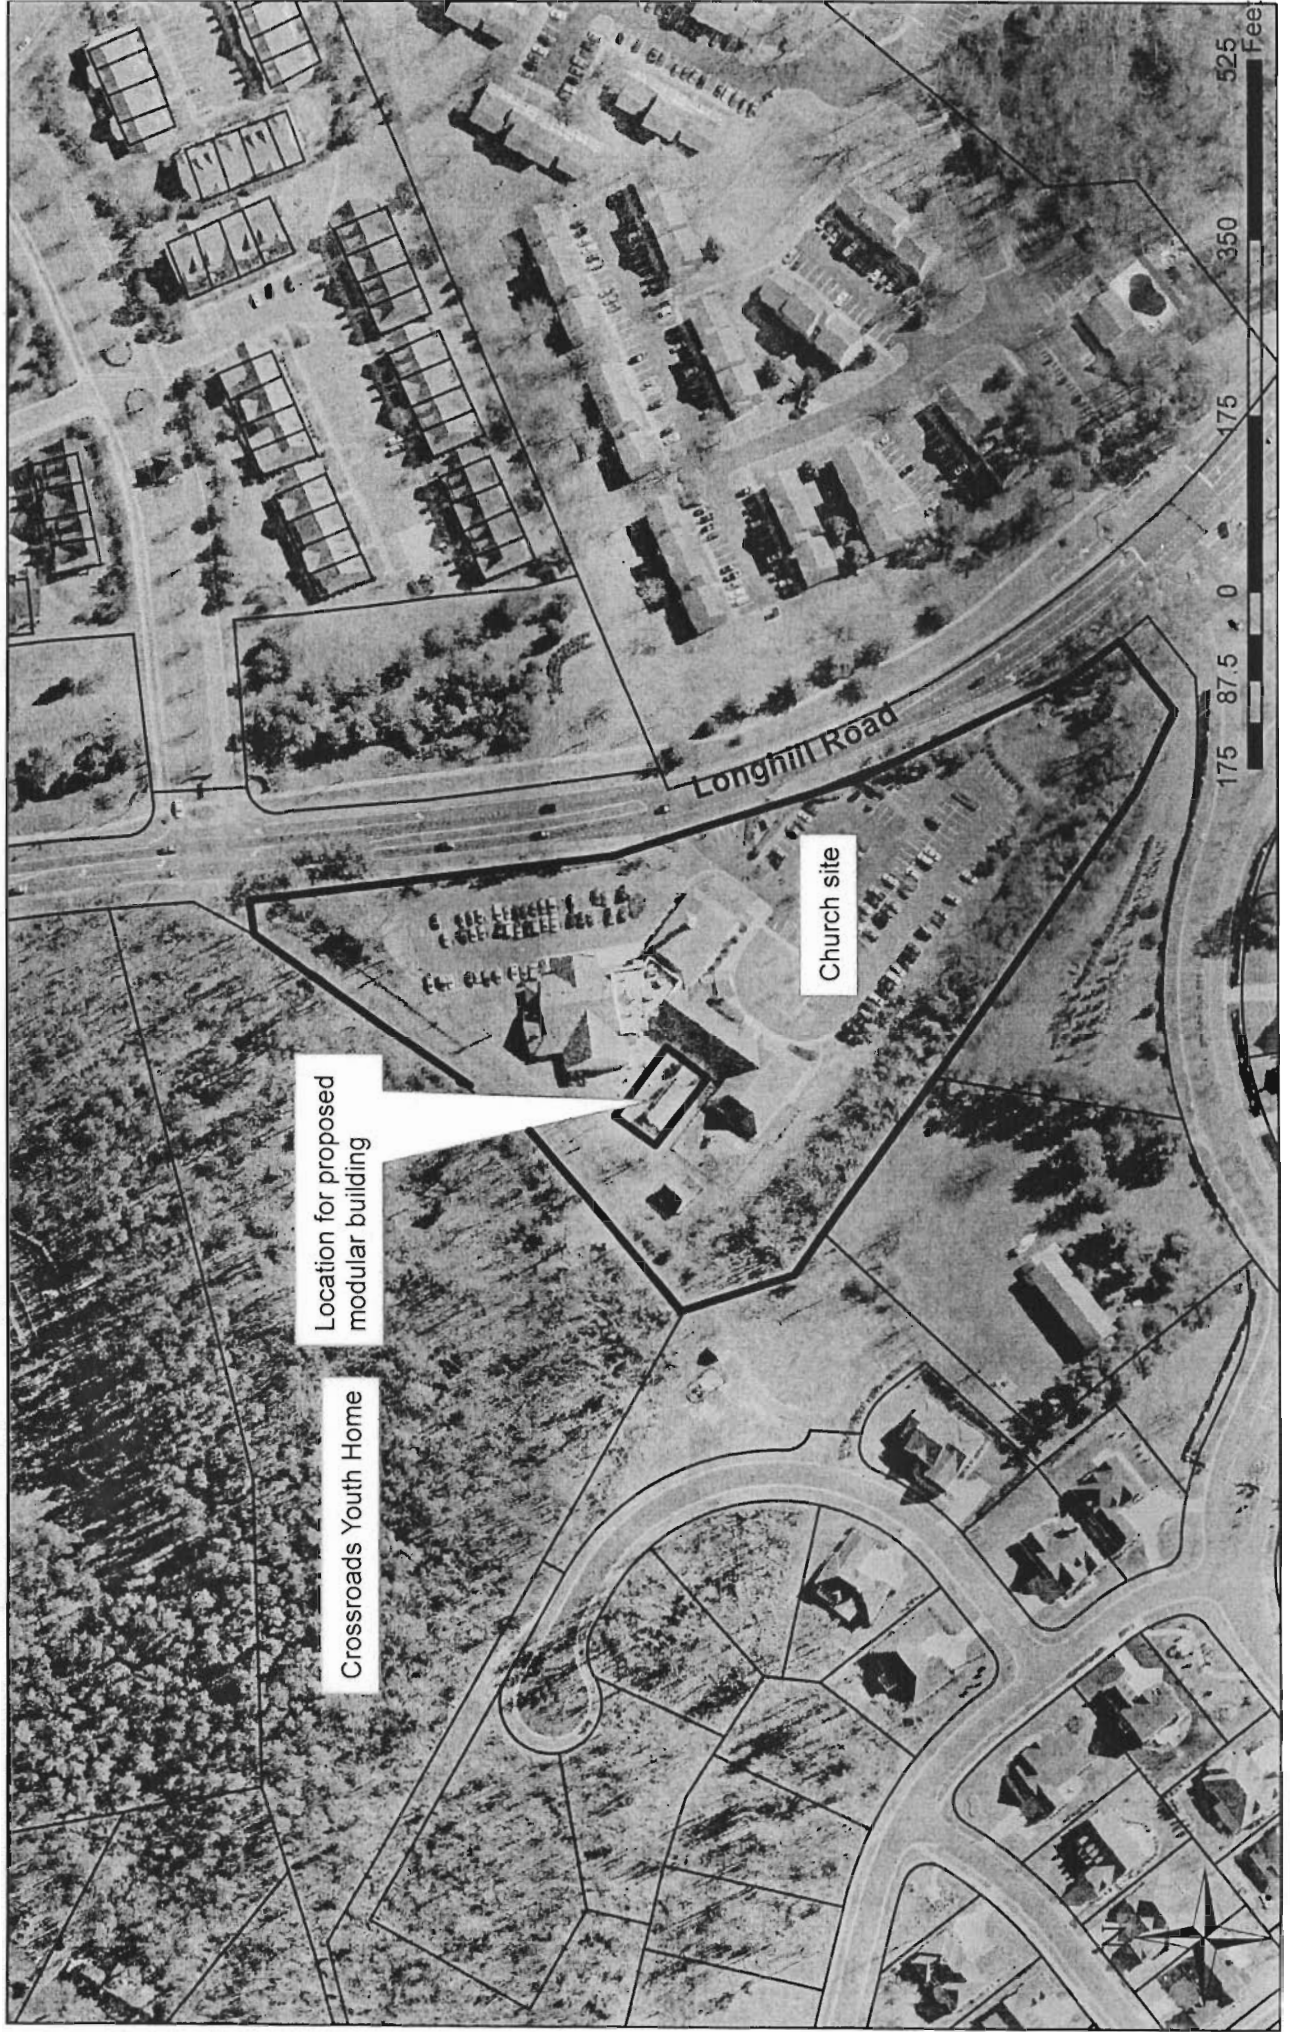 Location for proposed
modular building
Crossroads Youth Home
Church site
Longhill Road
175 87.5 0 175 350 525
Feet